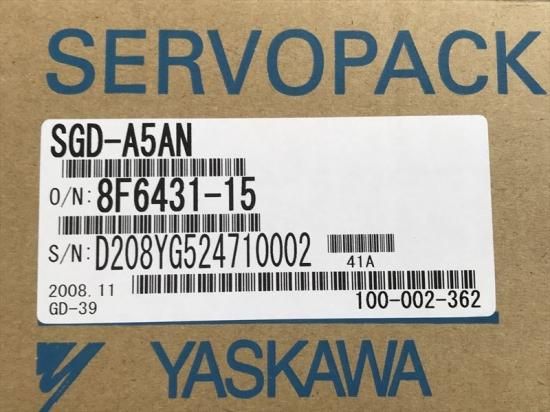 SERVOPACK
SGD-A5AN
O/N: 8F6431-15
S/N: D208YG524710002
41A
2008.11
GD-39
100-002-362
YASKAWA